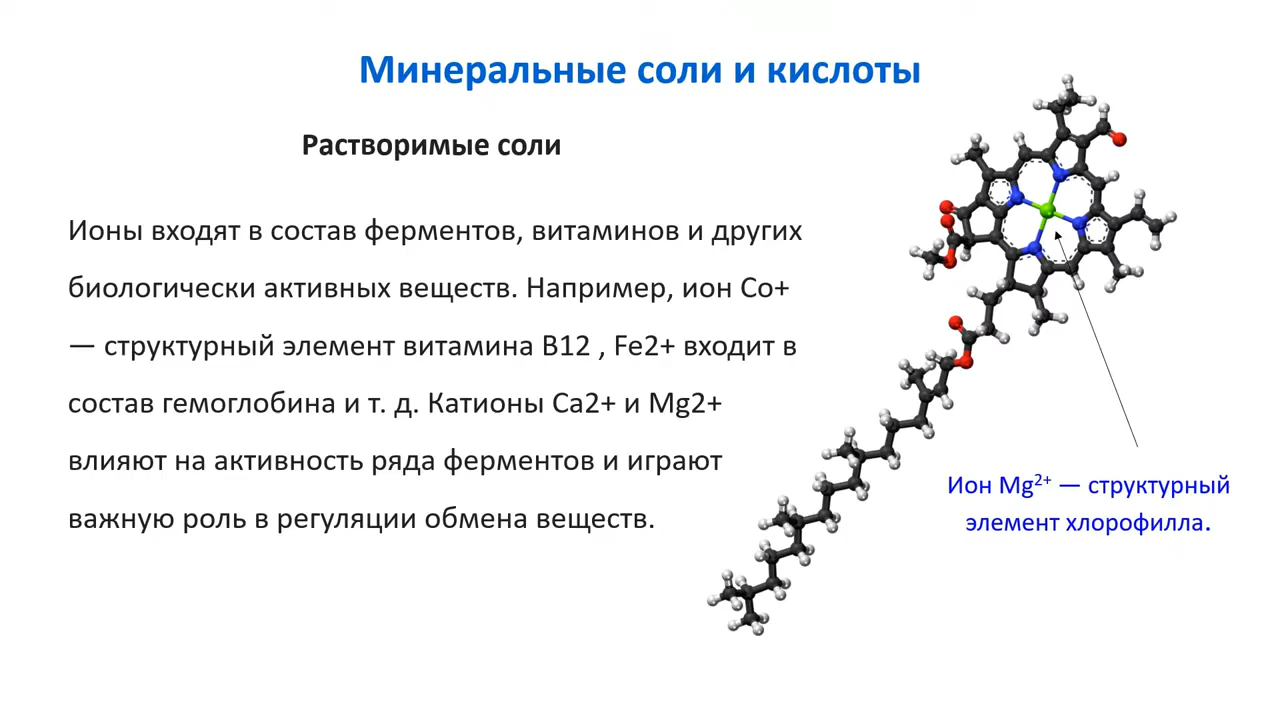 Минеральные соли и кислоты
Растворимые соли
Ионы входят в состав ферментов, витаминов и других
биологически активных веществ. Например, ион Co+
— структурный элемент витамина B12 , Fe2+ входит в
состав гемоглобина и т. д. Катионы Ca2+ и Mg2+
влияют на активность ряда ферментов и играют
важную роль в регуляции обмена веществ.
Ион Mg²⁺ — структурный
элемент хлорофилла.